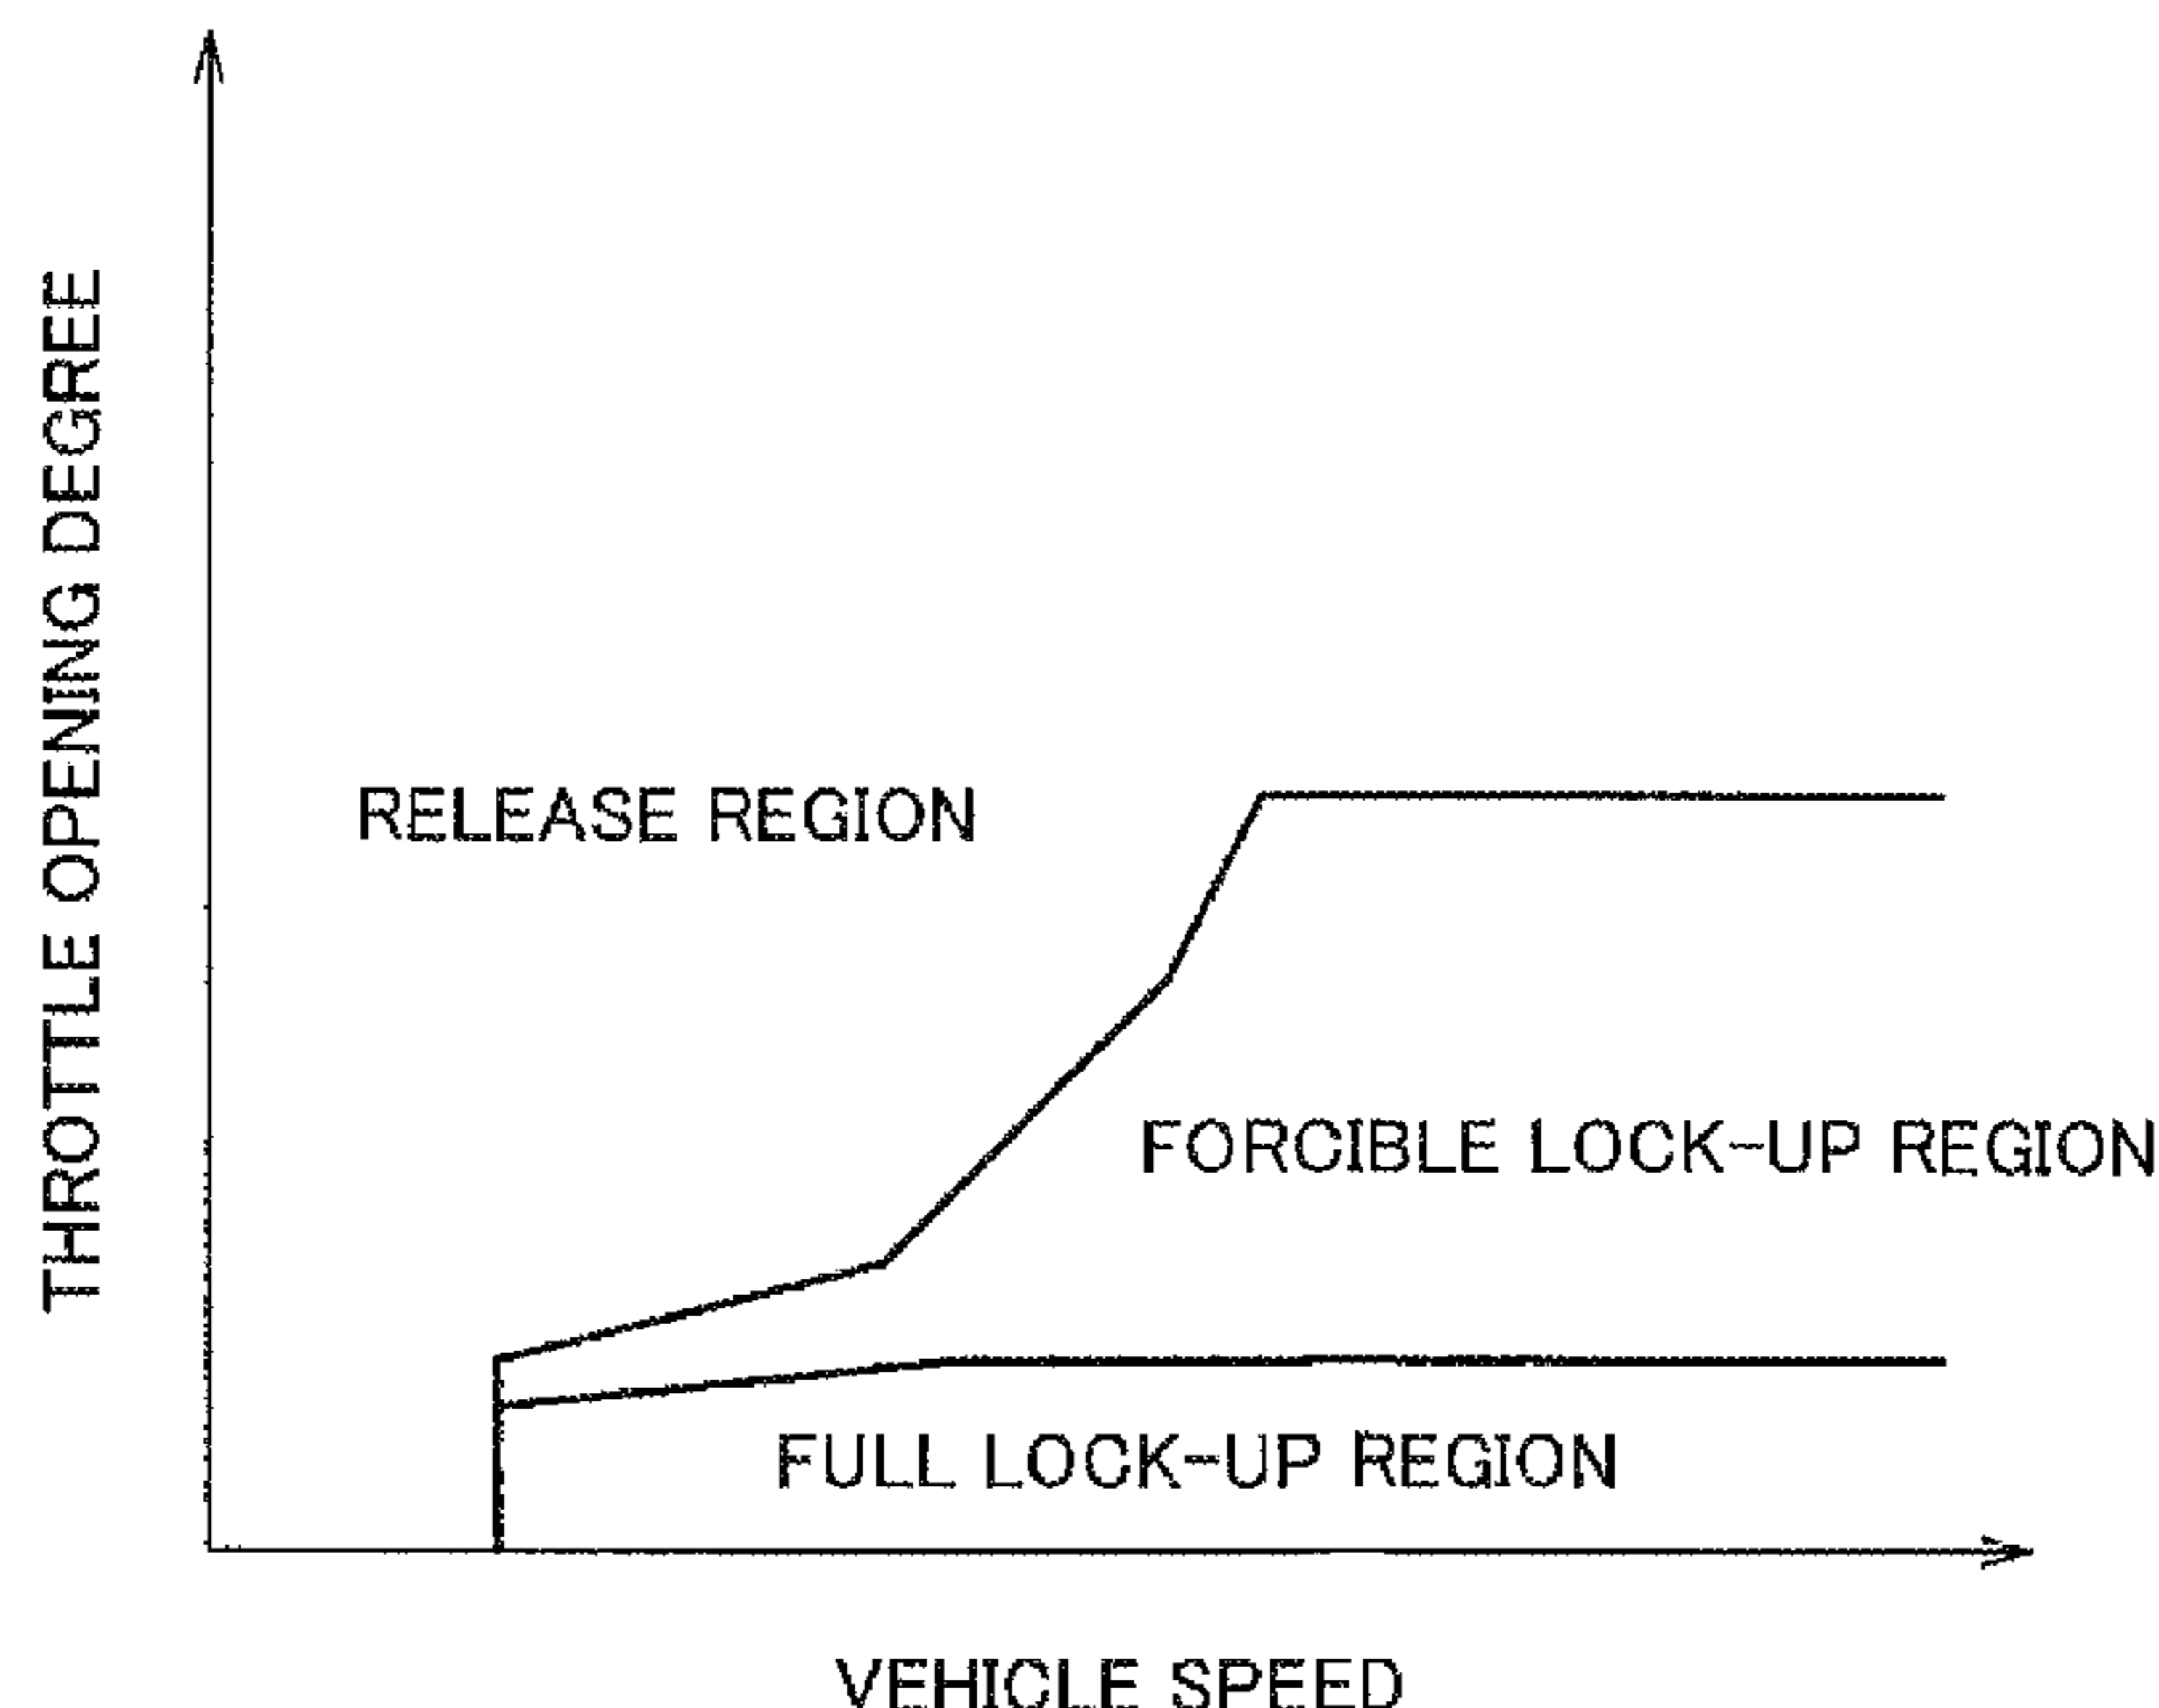 THROTTLE OPENING DEGREE
RELEASE REGION
FORCIBLE LOCK-UP REGION
FULL LOCK-UP REGION
VEHICLE SPEED